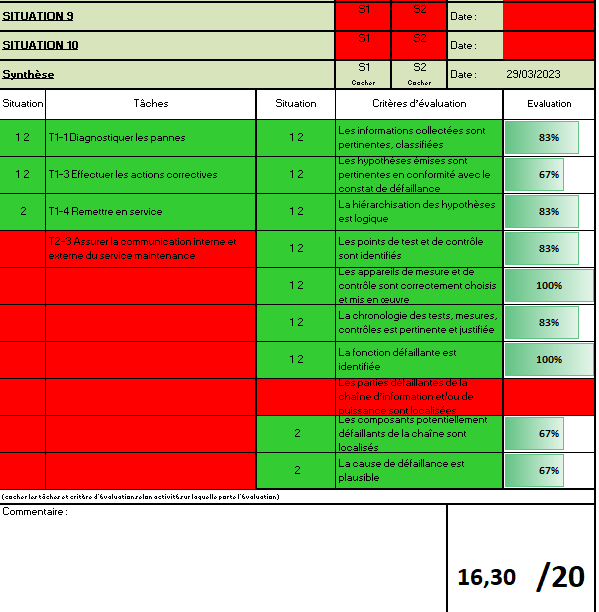 SITUATION 9 S1 S2 Date :
SITUATION 10 S1 S2 Date :
Synthèse S1 S2 Date : 29/03/2023
Cacher Cacher
Situation Tâches Situation Critères d'évaluation Evaluation
1 2 T1-1 Diagnostiquer les pannes 1 2 Les informations collectées sont
pertinentes, classifiées 83%
1 2 T1-3 Effectuer les actions correctives 1 2 Les hypothèses émises sont
pertinentes en conformité avec le
constat de défaillance 67%
2 T1-4 Remettre en service 1 2 La hiérarchisation des hypothèses
est logique 83%
T2-3 Assurer la communication interne et
externe du service maintenance
1 2 Les points de test et de contrôle
sont identifiés 83%
1 2 Les appareils de mesure et de
contrôle sont correctement choisis
et mis en œuvre 100%
1 2 La chronologie des tests, mesures,
contrôles est pertinente et justifiée 83%
1 2 La fonction défaillante est
identifiée 100%
Les parties défaillantes de la
chaîne d'information et/ou de
puissance sont localisées
2 Les composants potentiellement
défaillants de la chaîne sont
localisés 67%
2 La cause de défaillance est
plausible 67%
(cacher les tâches et critère d'évaluation selon activité sur laquelle porte l'évaluation)
Commentaire :
16,30 /20